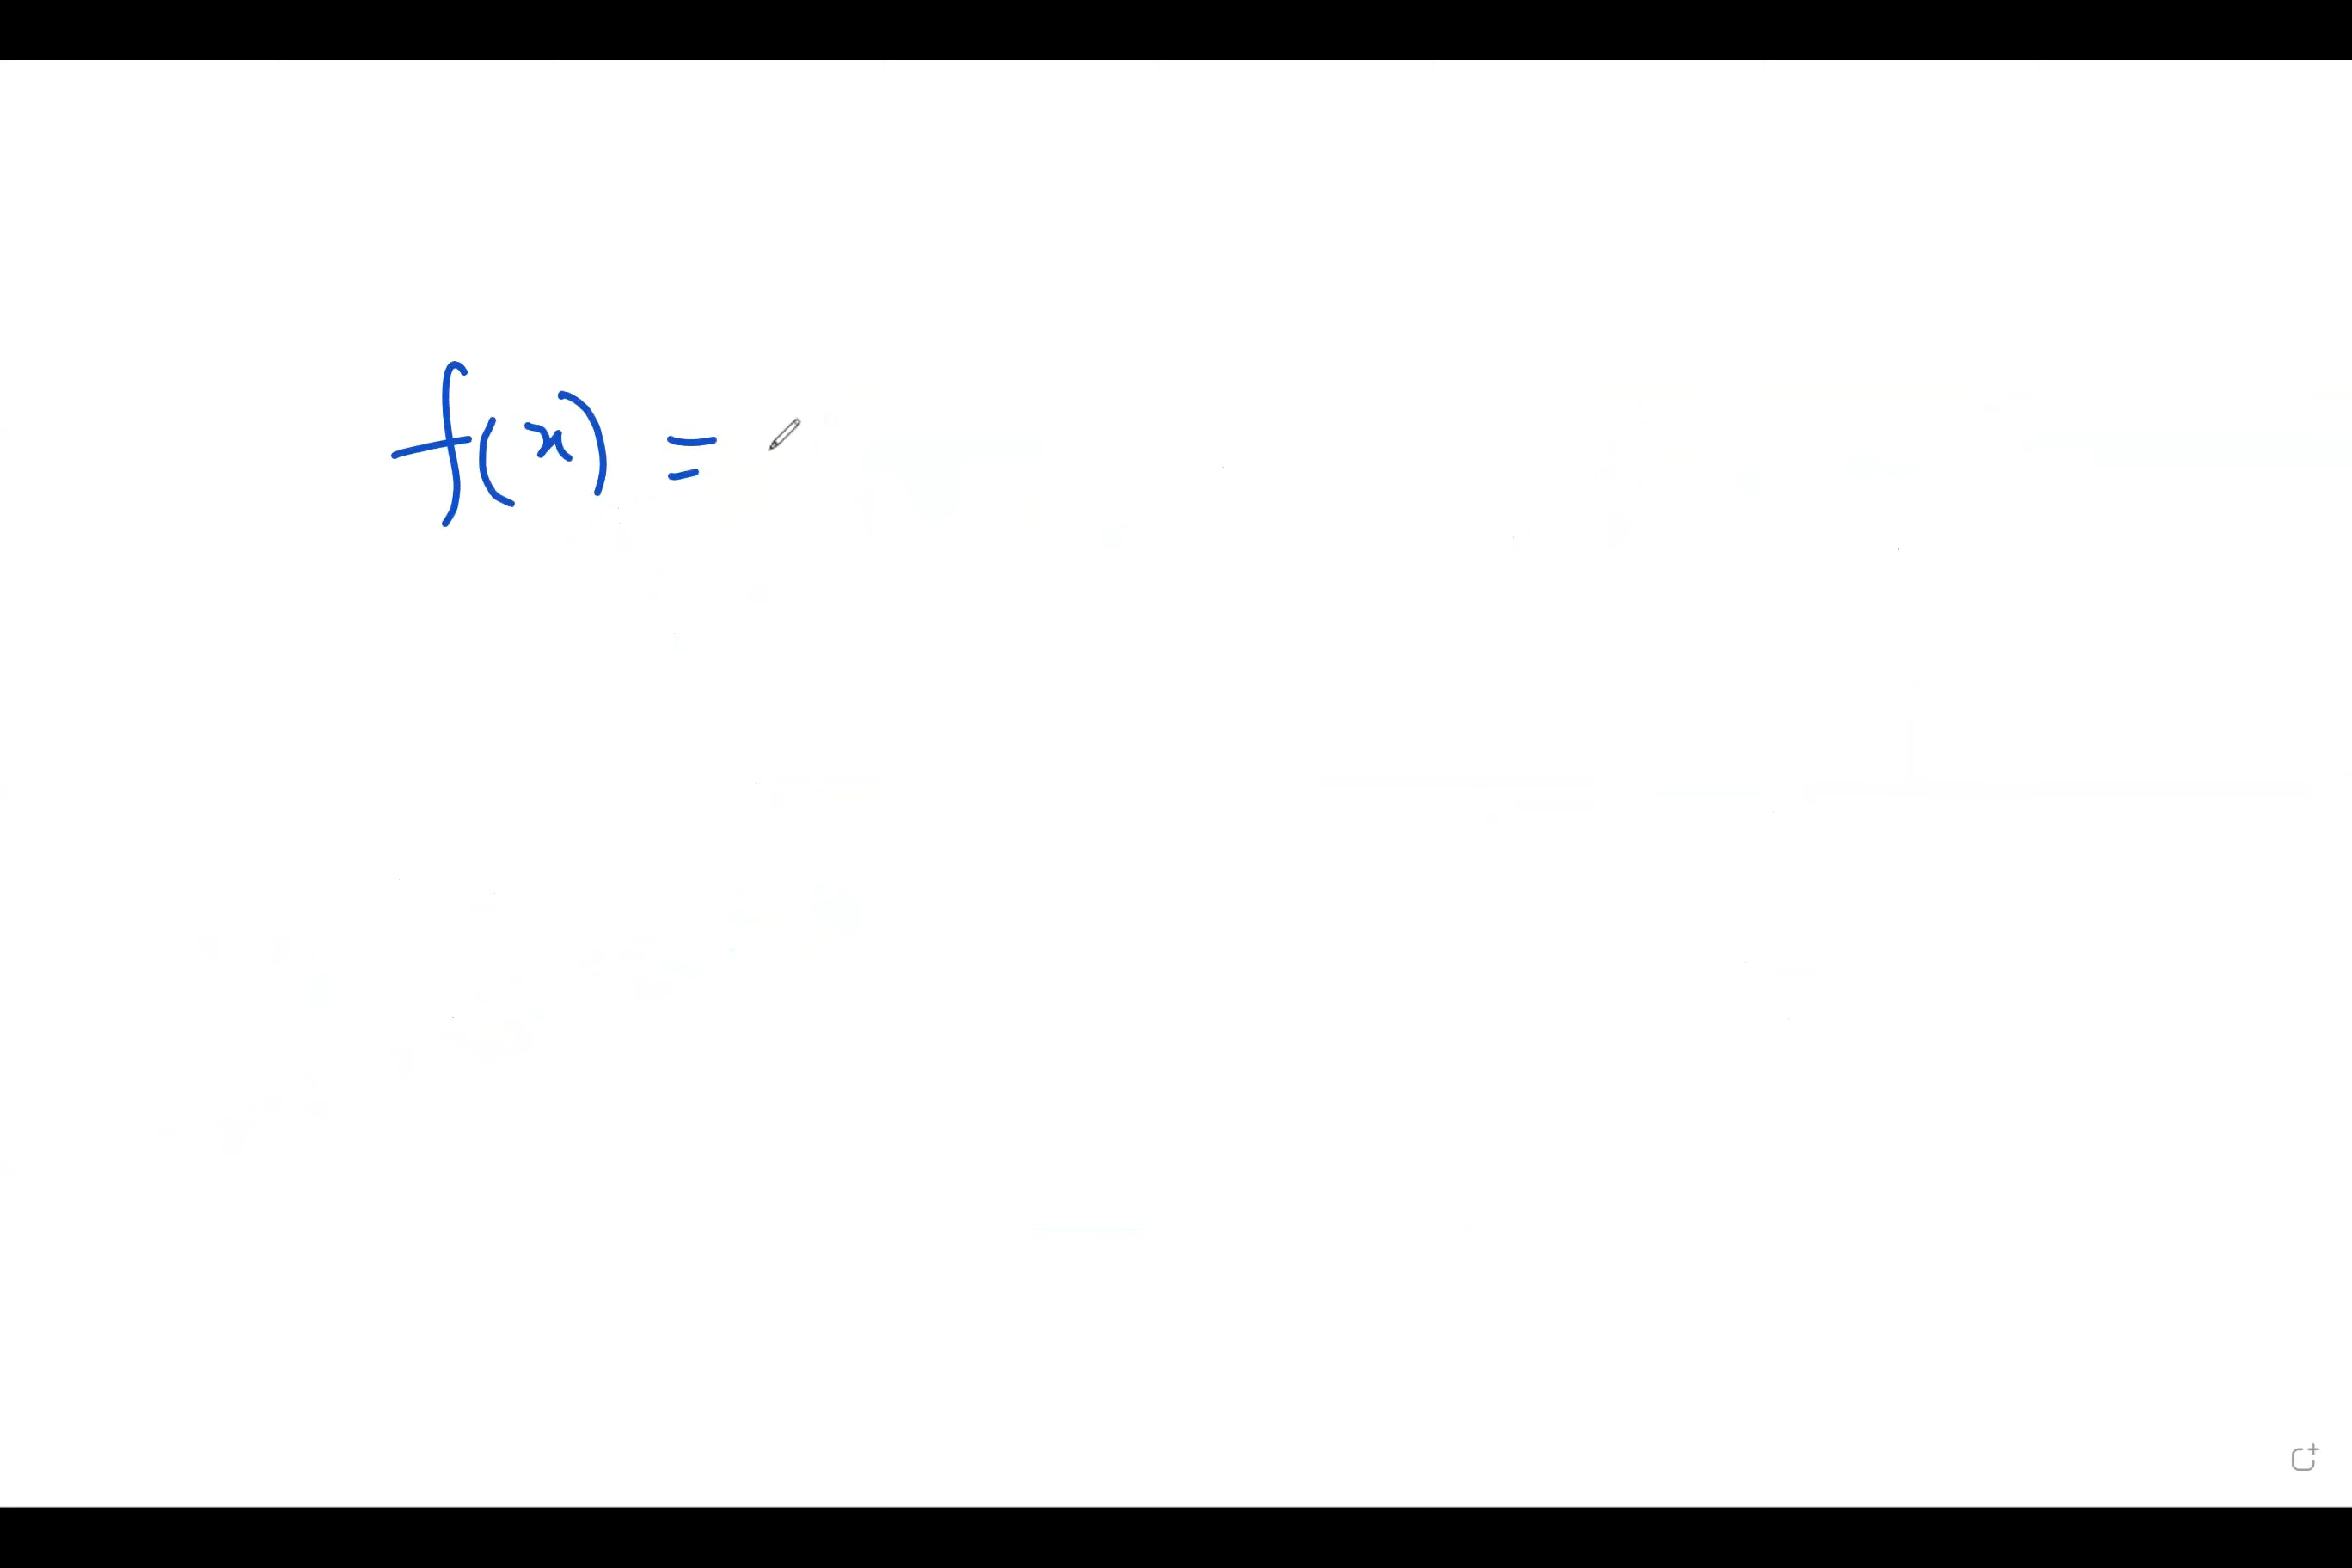 f(x) =